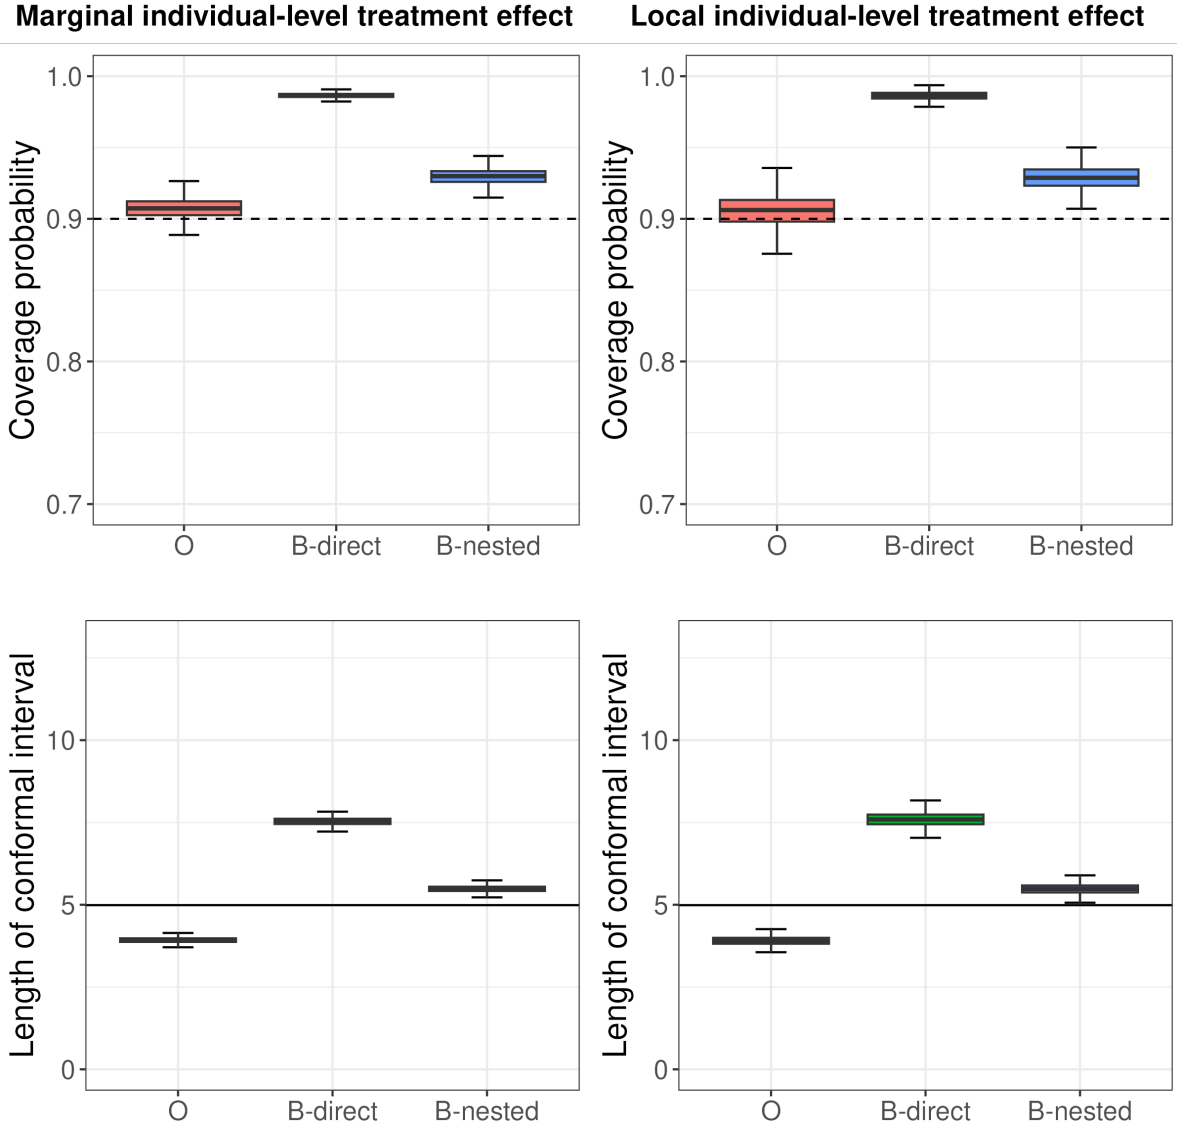 Marginal individual-level treatment effect
Local individual-level treatment effect
Coverage probability
1.0
0.9
0.8
0.7
O
B-direct
B-nested
Coverage probability
1.0
0.9
0.8
0.7
O
B-direct
B-nested
Length of conformal interval
10
5
0
O
B-direct
B-nested
Length of conformal interval
10
5
0
O
B-direct
B-nested